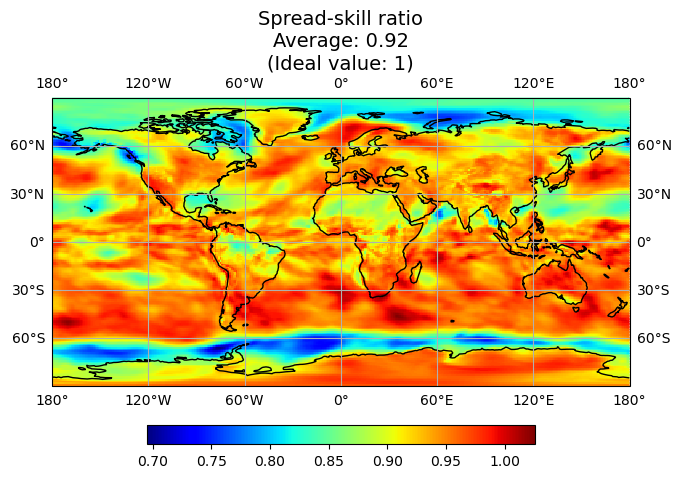 Spread-skill ratio
Average: 0.92
(Ideal value: 1)
180° 120°W 60°W 0° 60°E 120°E 180°
60°N 60°N
30°N 30°N
0° 0°
30°S 30°S
60°S 60°S
180° 120°W 60°W 0° 60°E 120°E 180°
0.70 0.75 0.80 0.85 0.90 0.95 1.00